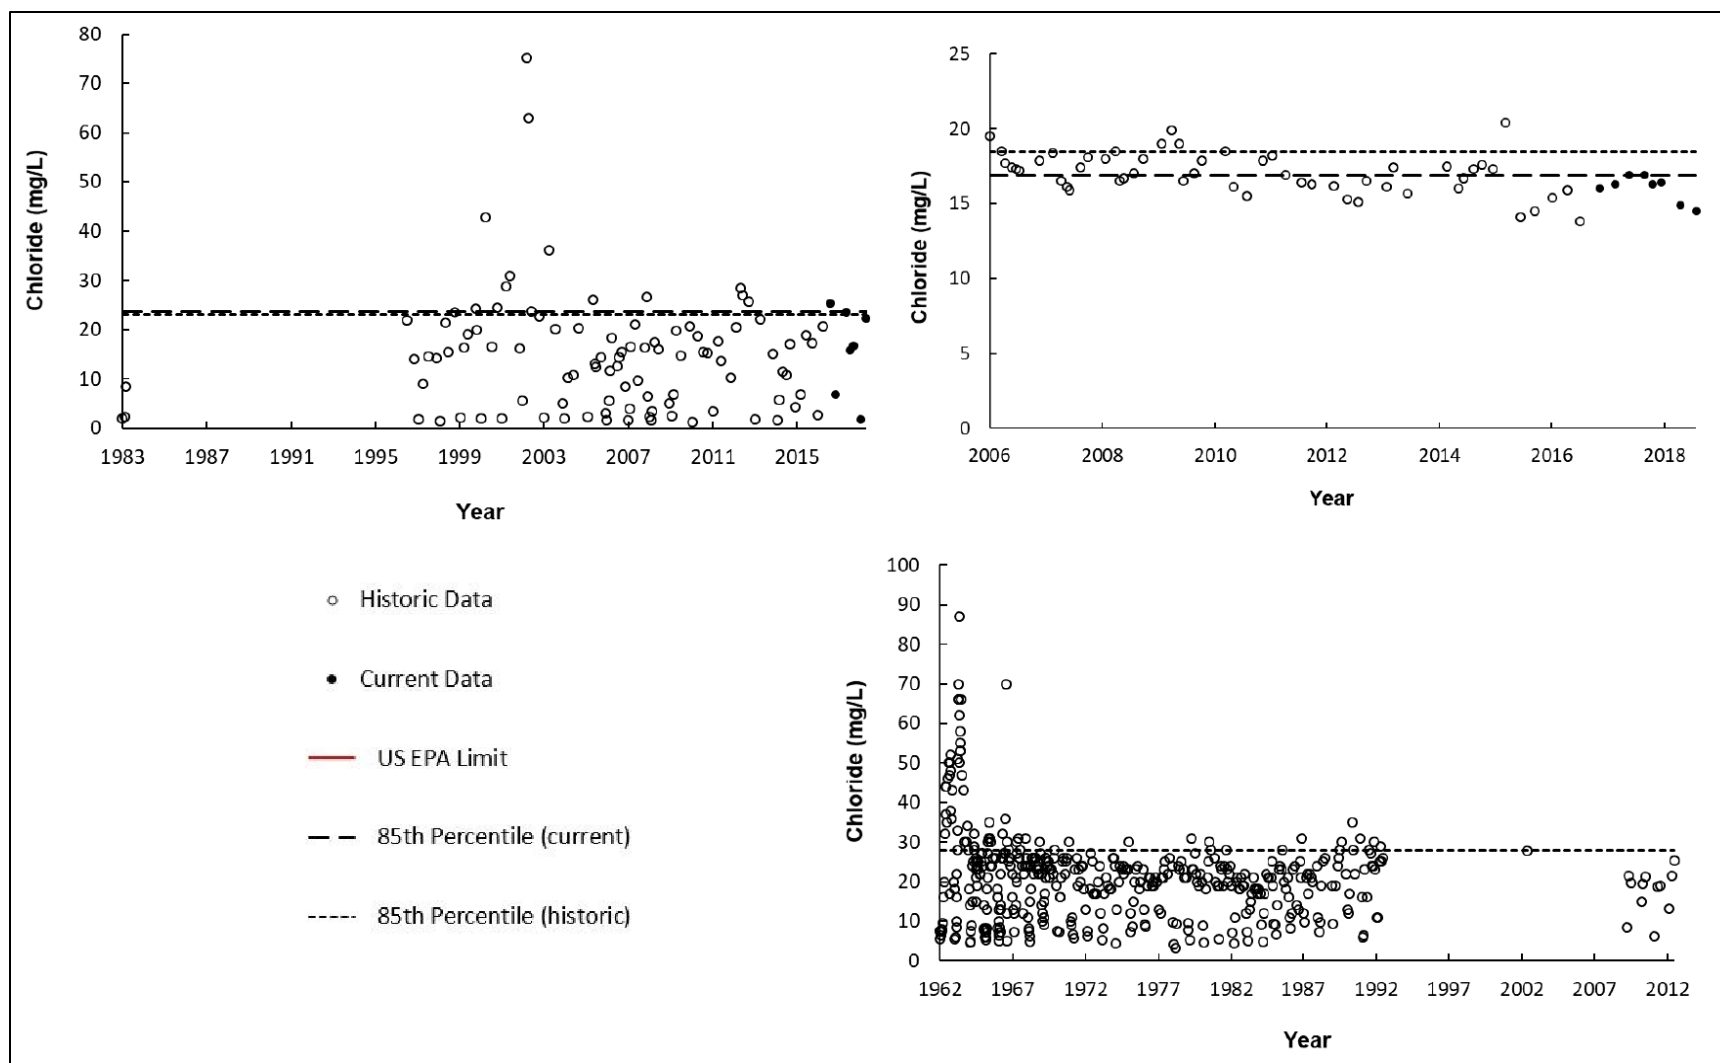 80
70
60
50
40
30
20
10
0
Chloride (mg/L)
1983 1987 1991 1995 1999 2003 2007 2011 2015
Year
25
20
15
10
5
0
Chloride (mg/L)
2006 2008 2010 2012 2014 2016 2018
Year
Historic Data
Current Data
US EPA Limit
85th Percentile (current)
85th Percentile (historic)
100
90
80
70
60
50
40
30
20
10
0
Chloride (mg/L)
1962 1967 1972 1977 1982 1987 1992 1997 2002 2007 2012
Year